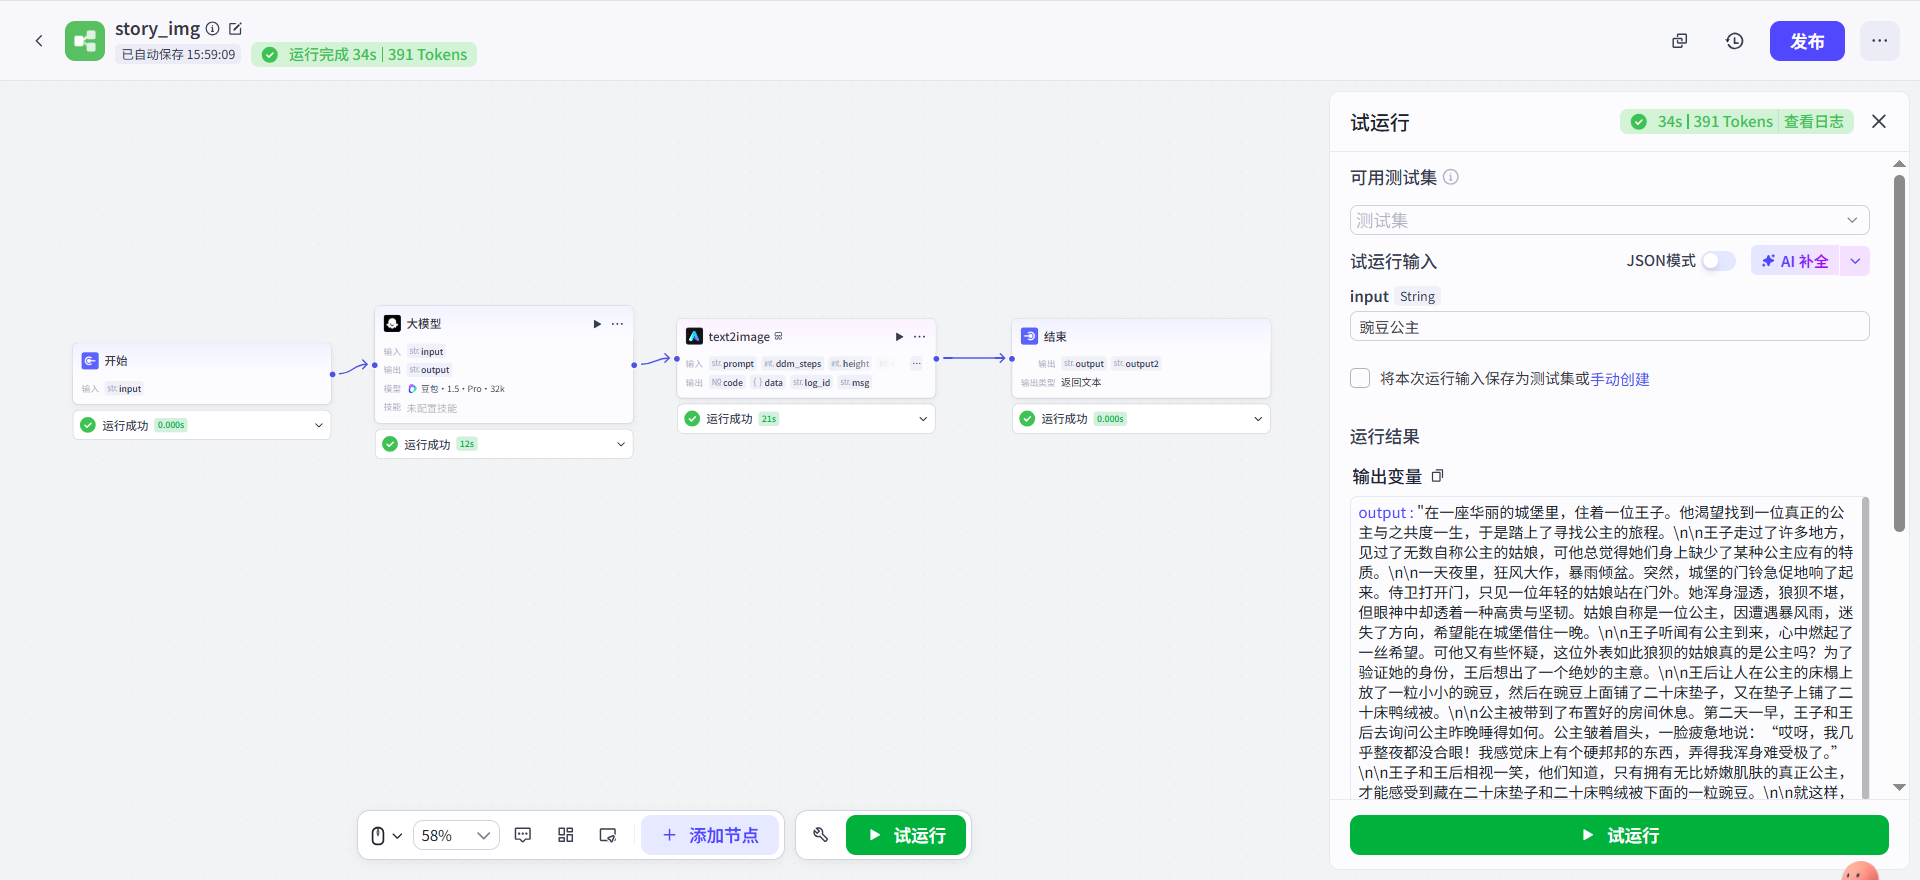 story_img
已自动保存 15:59:09
运行完成 34s | 391 Tokens
发布
开始
输入 str. input
运行成功 0.000s
大模型
输入 str. input
输出 str. output
模型 豆包·1.5·Pro·32k
技能 未配置技能
运行成功 12s
text2image
输入 str. prompt int. ddm_steps int. height
输出 code { } data str. log_id str. msg
运行成功 21s
结束
输出 str. output str. output2
输出类型 返回文本
运行成功 0.000s
58%
添加节点
试运行
试运行
34s | 391 Tokens 查看日志
可用测试集
测试集
试运行输入
JSON模式
AI 补全
input String
豌豆公主
将本次运行输入保存为测试集或手动创建
运行结果
输出变量
output : "在一座华丽的城堡里，住着一位王子。他渴望找到一位真正的公
主与之共度一生，于是踏上了寻找公主的旅程。\n\n王子走过了许多地方，
见过了无数自称公主的姑娘，可他总觉得她们身上缺少了某种公主应有的特
质。\n\n一天夜里，狂风大作，暴雨倾盆。突然，城堡的门铃急促地响了起
来。侍卫打开门，只见一位年轻的姑娘站在门外。她浑身湿透，狼狈不堪，
但眼神中却透着一种高贵与坚韧。姑娘自称是一位公主，因遭遇暴风雨，迷
失了方向，希望能在城堡借住一晚。\n\n王子听闻有公主到来，心中燃起了
一丝希望。可他又有些怀疑，这位外表如此狼狈的姑娘真的是公主吗？为了
验证她的身份，王后想出了一个绝妙的主意。\n\n王后让人在公主的床榻上
放了一粒小小的豌豆，然后在豌豆上面铺了二十床垫子，又在垫子上铺了二
十床鸭绒被。\n\n公主被带到了布置好的房间休息。第二天一早，王子和王
后去询问公主昨晚睡得如何。公主皱着眉头，一脸疲惫地说：“哎呀，我几
乎整夜都没合眼！我感觉床上有个硬邦邦的东西，弄得我浑身难受极了。”
\n\n王子和王后相视一笑，他们知道，只有拥有无比娇嫩肌肤的真正公主，
才能感受到藏在二十床垫子和二十床鸭绒被下面的一粒豌豆。\n\n就这样，
试运行